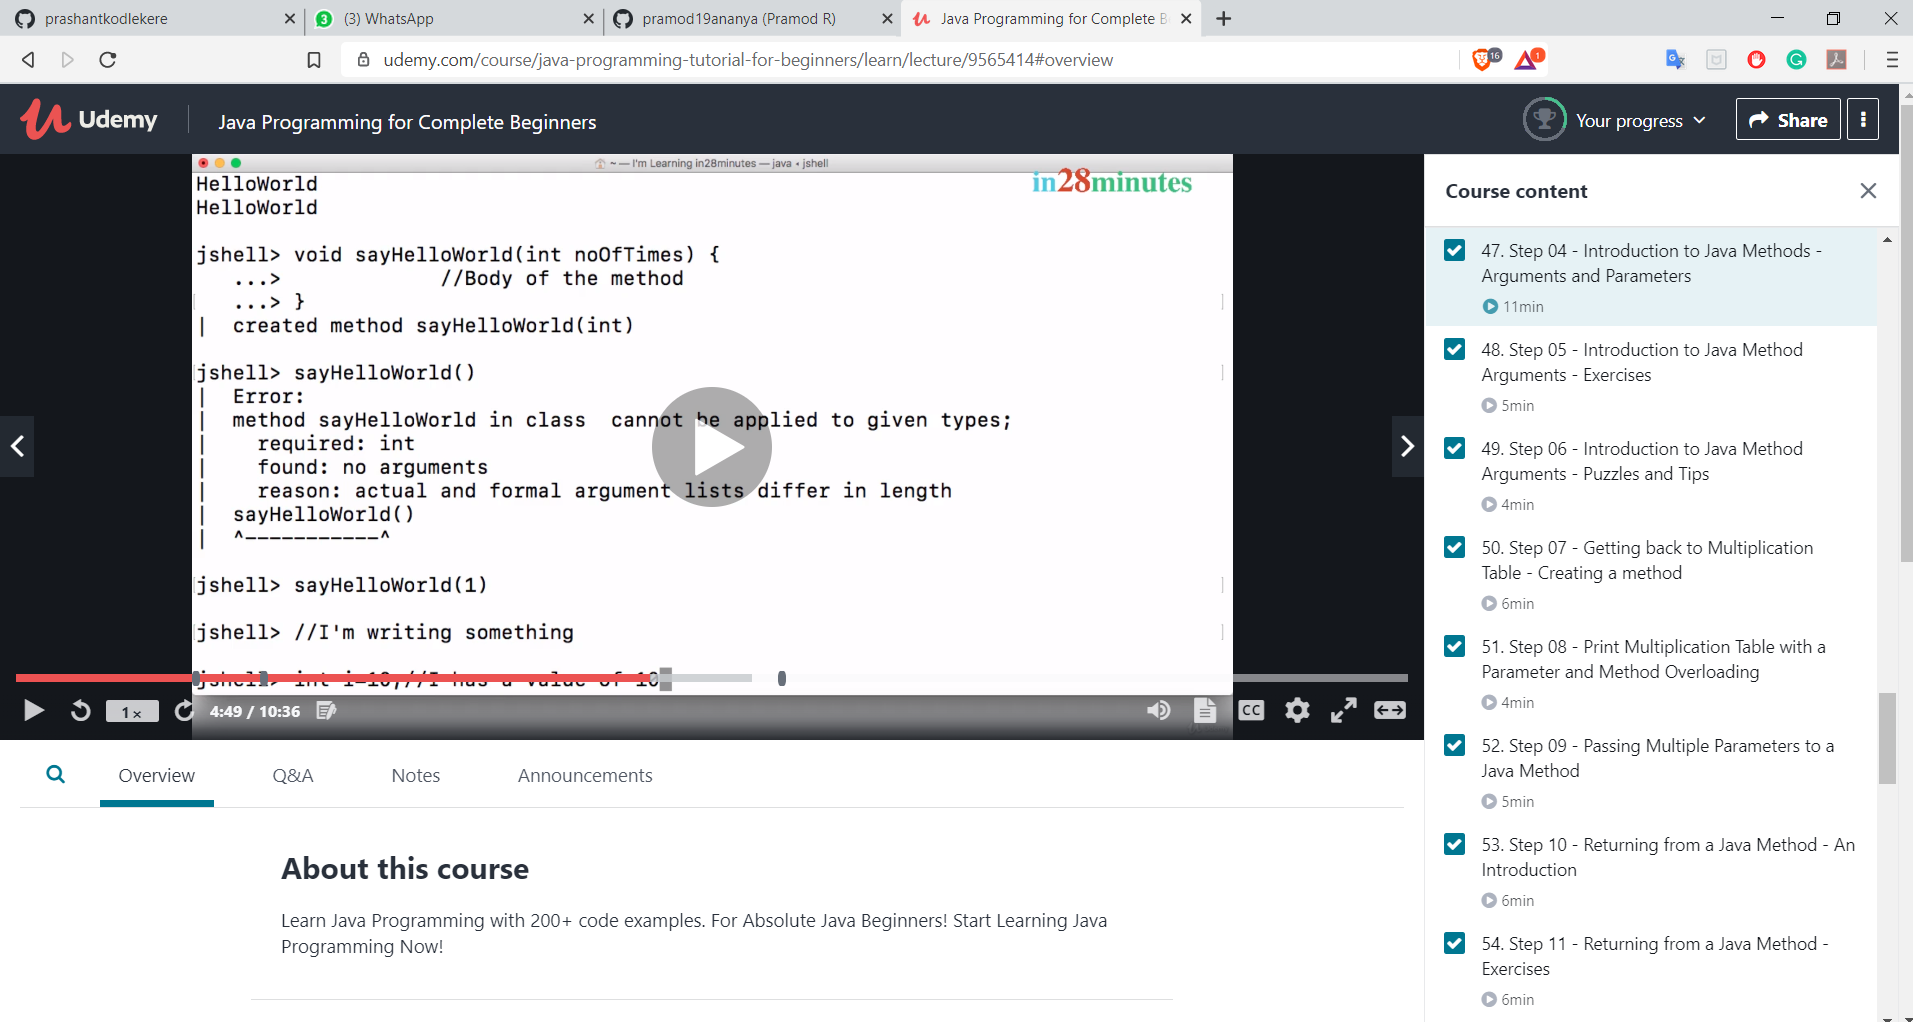 prashantkodlekere
3
(3) WhatsApp
pramod19ananya (Pramod R)
Java Programming for Complete B
udemy.com/course/java-programming-tutorial-for-beginners/learn/lecture/9565414#overview
16
1
Udemy
Java Programming for Complete Beginners
Your progress
Share
~ — I'm Learning in28minutes — java ◂ jshell
in28minutes
HelloWorld
HelloWorld
jshell> void sayHelloWorld(int noOfTimes) {
...> //Body of the method
...> }
| created method sayHelloWorld(int)
jshell> sayHelloWorld()
| Error:
| method sayHelloWorld in class  cannot be applied to given types;
| required: int
| found: no arguments
| reason: actual and formal argument lists differ in length
| sayHelloWorld()
| ^-----------^
jshell> sayHelloWorld(1)
jshell> //I'm writing something
jshell> int i=10;//I has a value of 10
1×
4:49 / 10:36
CC
Overview
Q&A
Notes
Announcements
About this course
Learn Java Programming with 200+ code examples. For Absolute Java Beginners! Start Learning Java
Programming Now!
Course content
47. Step 04 - Introduction to Java Methods -
Arguments and Parameters
11min
48. Step 05 - Introduction to Java Method
Arguments - Exercises
5min
49. Step 06 - Introduction to Java Method
Arguments - Puzzles and Tips
4min
50. Step 07 - Getting back to Multiplication
Table - Creating a method
6min
51. Step 08 - Print Multiplication Table with a
Parameter and Method Overloading
4min
52. Step 09 - Passing Multiple Parameters to a
Java Method
5min
53. Step 10 - Returning from a Java Method - An
Introduction
6min
54. Step 11 - Returning from a Java Method -
Exercises
6min